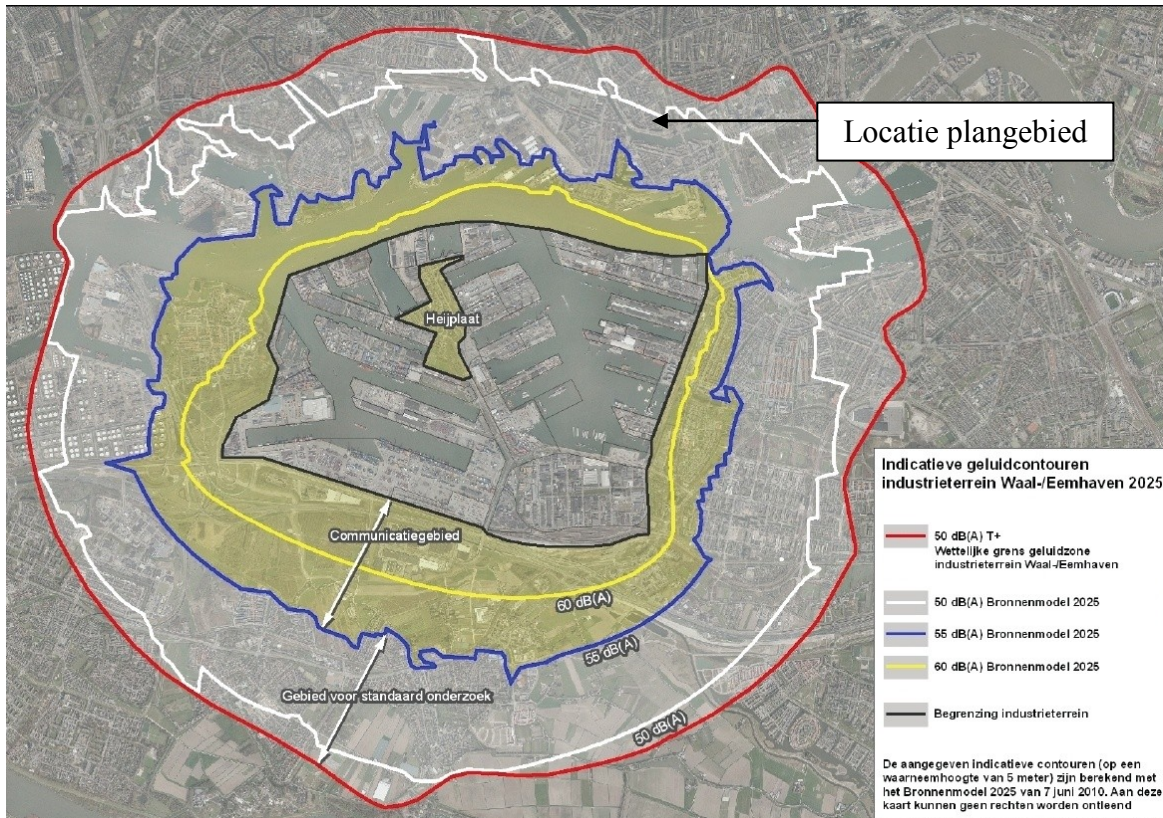 Locatie plangebied
Heijplaat
Communicatiegebied
60 dB(A)
55 dB(A)
Gebied voor standaard onderzoek
50 dB(A)
Indicatieve geluidcontouren
industrieterrein Waal-/Eemhaven 2025
50 dB(A) T+
Wettelijke grens geluidzone
industrieterrein Waal-/Eemhaven
50 dB(A) Bronnenmodel 2025
55 dB(A) Bronnenmodel 2025
60 dB(A) Bronnenmodel 2025
Begrenzing industrieterrein
De aangegeven indicatieve contouren (op een
waarneemhoogte van 5 meter) zijn berekend met
het Bronnenmodel 2025 van 7 juni 2010. Aan deze
kaart kunnen geen rechten worden ontleend